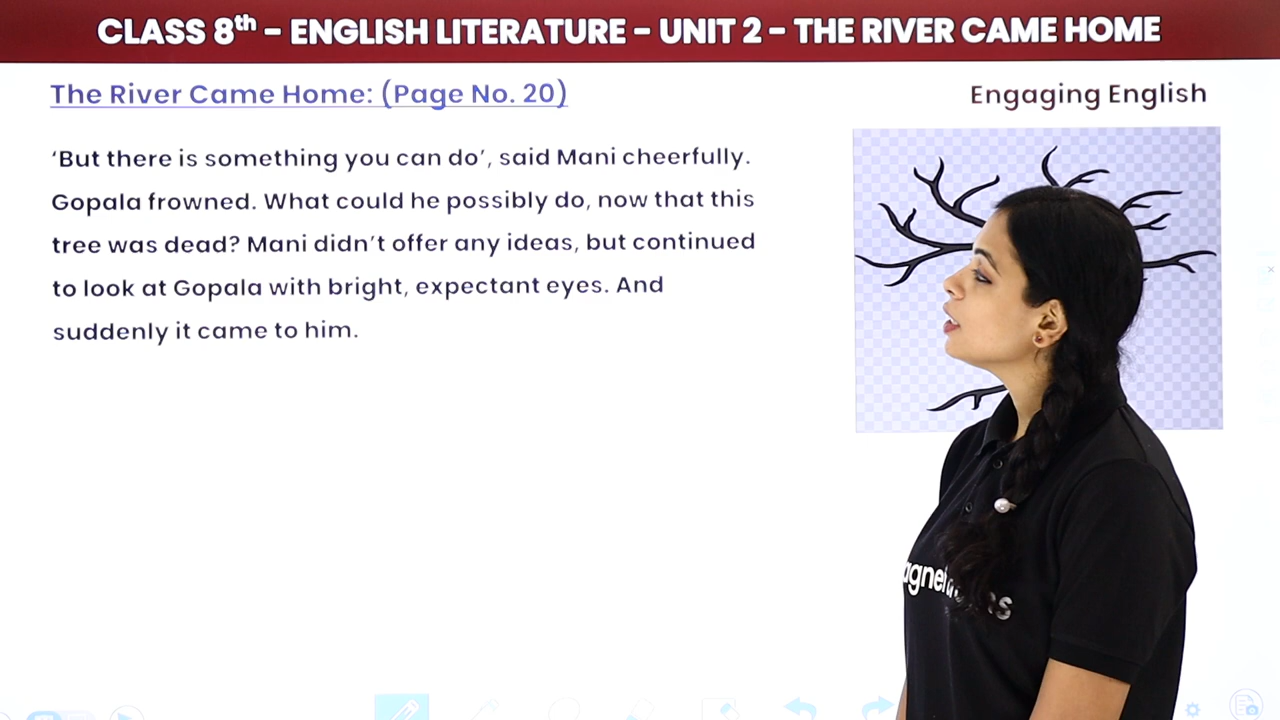 CLASS 8th – ENGLISH LITERATURE – UNIT 2 – THE RIVER CAME HOME
The River Came Home: (Page No. 20)
Engaging English
‘But there is something you can do’, said Mani cheerfully.
Gopala frowned. What could he possibly do, now that this
tree was dead? Mani didn’t offer any ideas, but continued
to look at Gopala with bright, expectant eyes. And
suddenly it came to him.